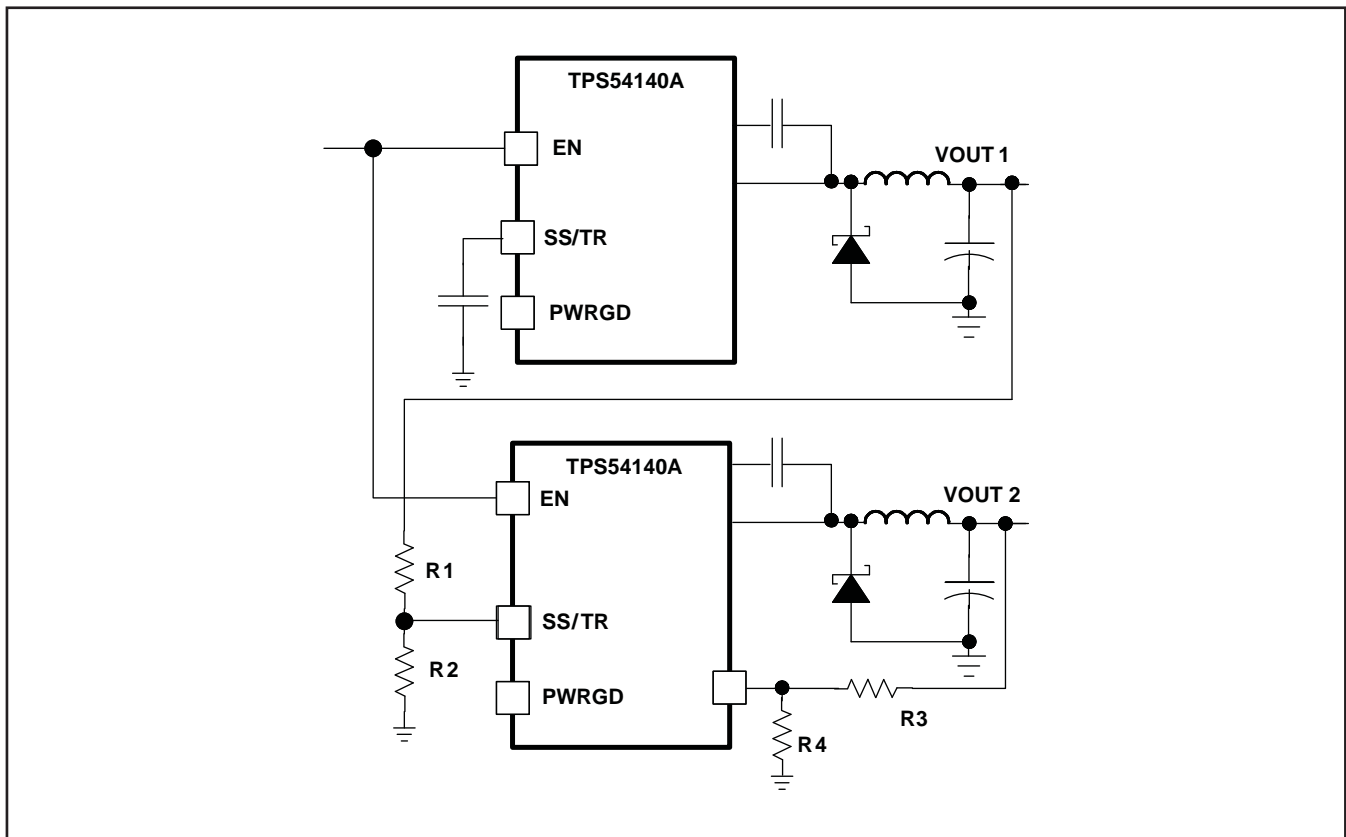 TPS54140A
EN
VOUT 1
SS/TR
PWRGD
TPS54140A
EN
VOUT 2
R1
SS/TR
R2
PWRGD
R3
R4